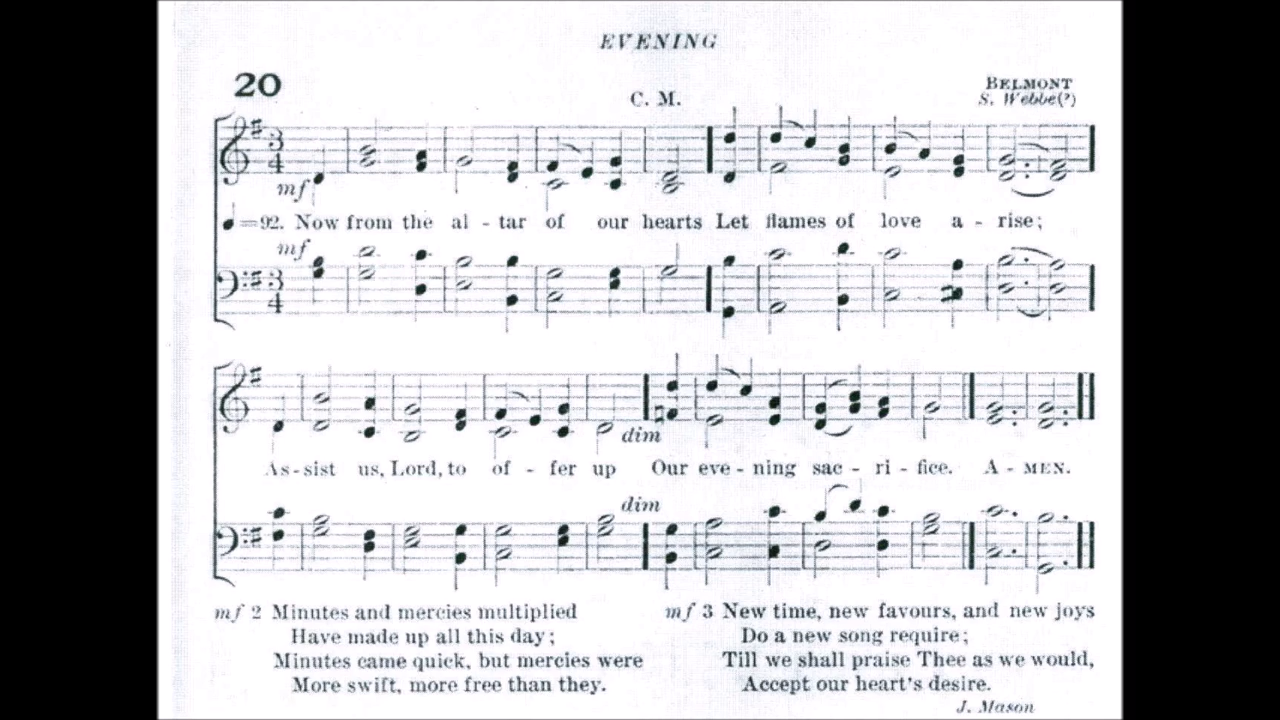 EVENING
20
C. M.
BELMONT
S. Webbe(?)
3
4
mf
=92. Now from the al - tar of our hearts Let flames of love a - rise;
mf
3
4
dim
As - sist us, Lord, to of - fer up Our eve - ning sac - ri - fice. A - MEN.
dim
mf 2 Minutes and mercies multiplied
Have made up all this day;
Minutes came quick, but mercies were
More swift, more free than they.
mf 3 New time, new favours, and new joys
Do a new song require;
Till we shall praise Thee as we would,
Accept our heart's desire.
J. Mason